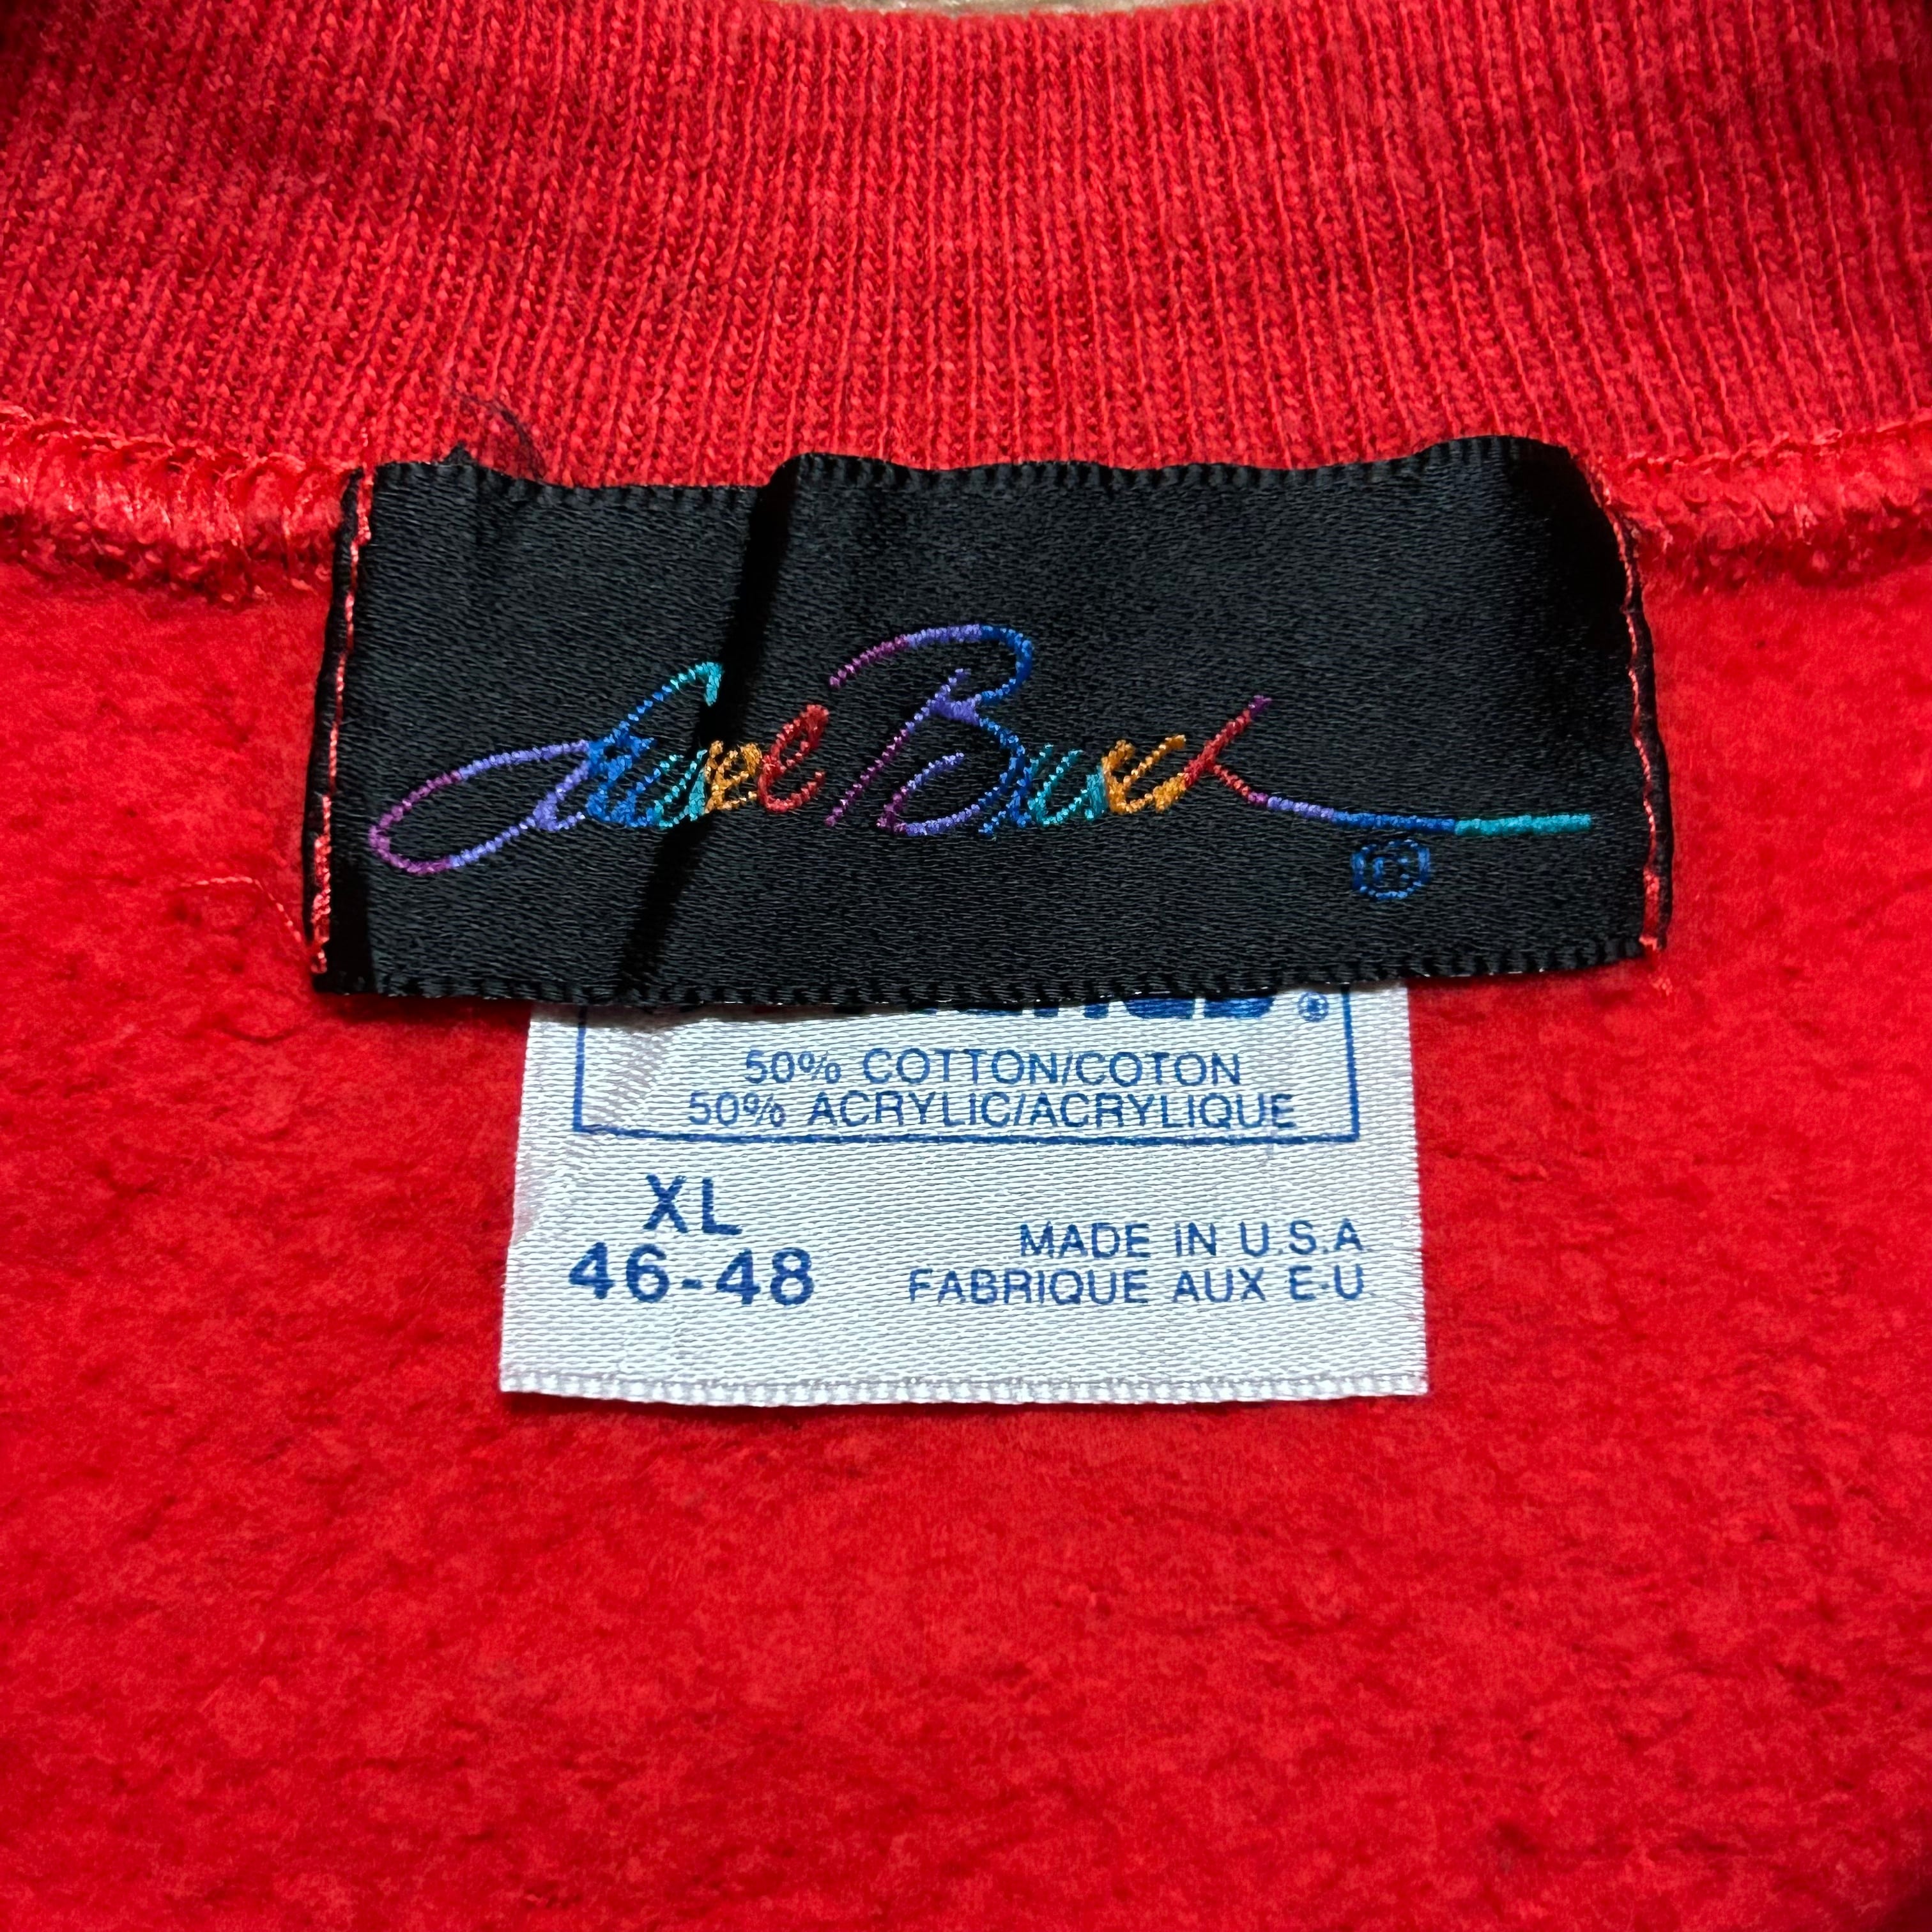 ®
®
50% COTTON/COTON
50% ACRYLIC/ACRYLIQUE
XL
46-48
MADE IN U.S.A.
FABRIQUE AUX E-U